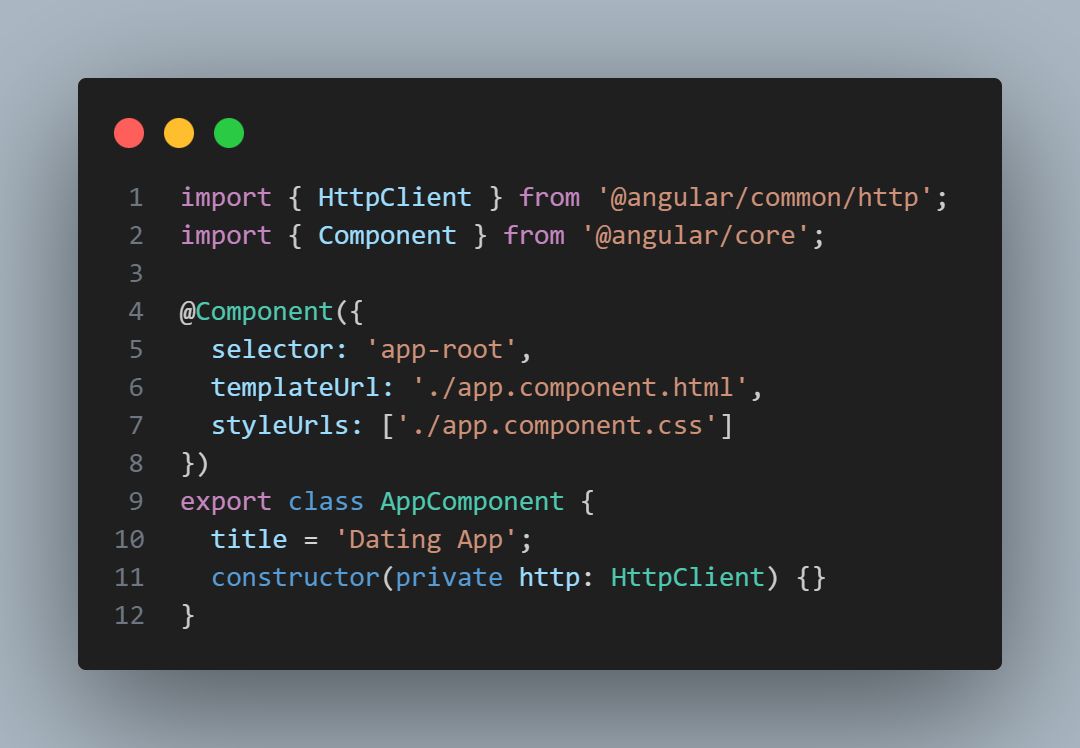 1 import { HttpClient } from '@angular/common/http';
2 import { Component } from '@angular/core';
3
4 @Component({
5   selector: 'app-root',
6   templateUrl: './app.component.html',
7   styleUrls: ['./app.component.css']
8 })
9 export class AppComponent {
10   title = 'Dating App';
11   constructor(private http: HttpClient) {}
12 }